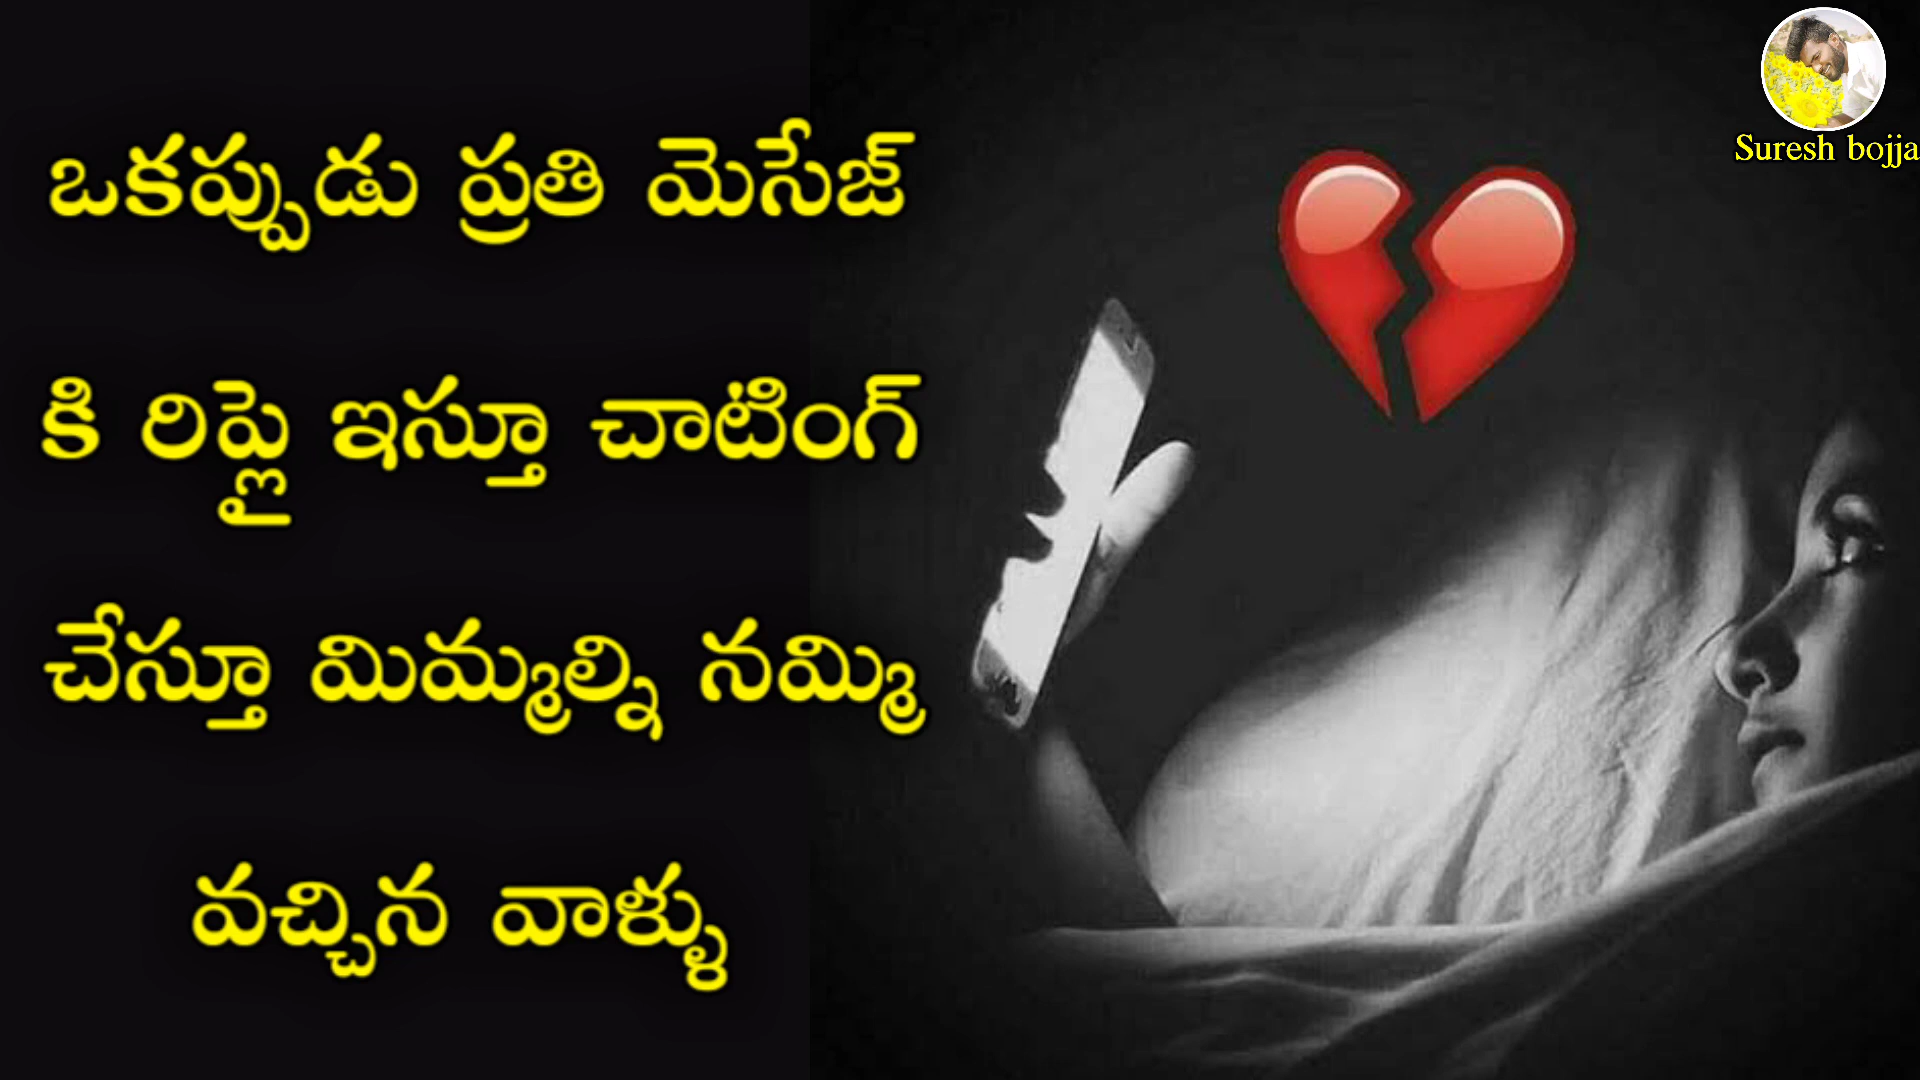 ఒకప్పుడు ప్రతి మెసేజ్
కి రిప్లై ఇస్తూ చాటింగ్
చేస్తూ మిమ్మల్ని నమ్మి
వచ్చిన వాళ్ళు
Suresh bojja